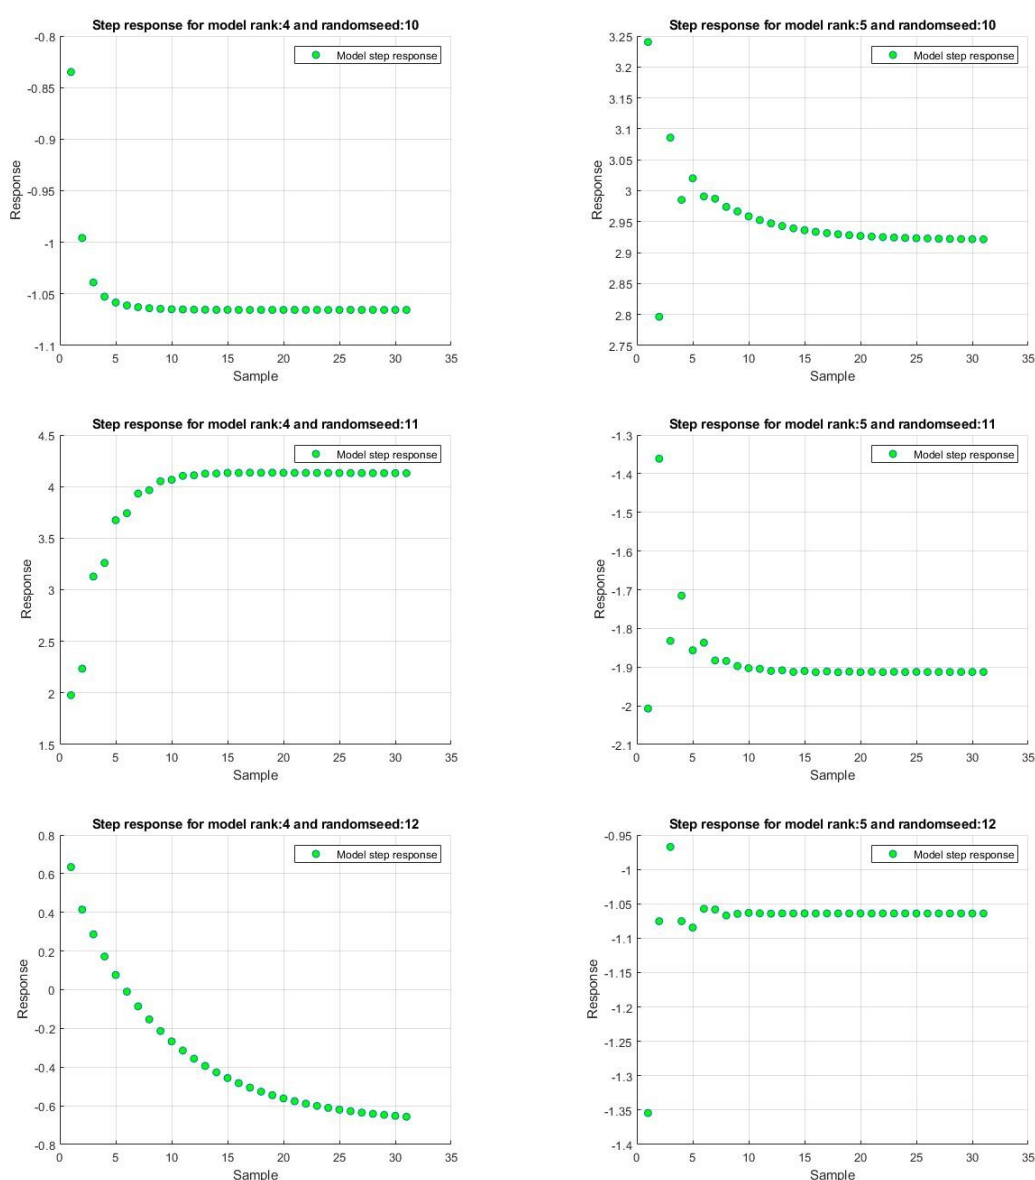 Step response for model rank:4 and randomseed:10
Model step response
-0.8
-0.85
-0.9
-0.95
-1
-1.05
-1.1
Response
0 5 10 15 20 25 30 35
Sample
Step response for model rank:5 and randomseed:10
Model step response
3.25
3.2
3.15
3.1
3.05
3
2.95
2.9
2.85
2.8
2.75
Response
0 5 10 15 20 25 30 35
Sample
Step response for model rank:4 and randomseed:11
Model step response
4.5
4
3.5
3
2.5
2
1.5
Response
0 5 10 15 20 25 30 35
Sample
Step response for model rank:5 and randomseed:11
Model step response
-1.3
-1.4
-1.5
-1.6
-1.7
-1.8
-1.9
-2
-2.1
Response
0 5 10 15 20 25 30 35
Sample
Step response for model rank:4 and randomseed:12
Model step response
0.8
0.6
0.4
0.2
0
-0.2
-0.4
-0.6
-0.8
Response
0 5 10 15 20 25 30 35
Sample
Step response for model rank:5 and randomseed:12
Model step response
-0.95
-1
-1.05
-1.1
-1.15
-1.2
-1.25
-1.3
-1.35
-1.4
Response
0 5 10 15 20 25 30 35
Sample